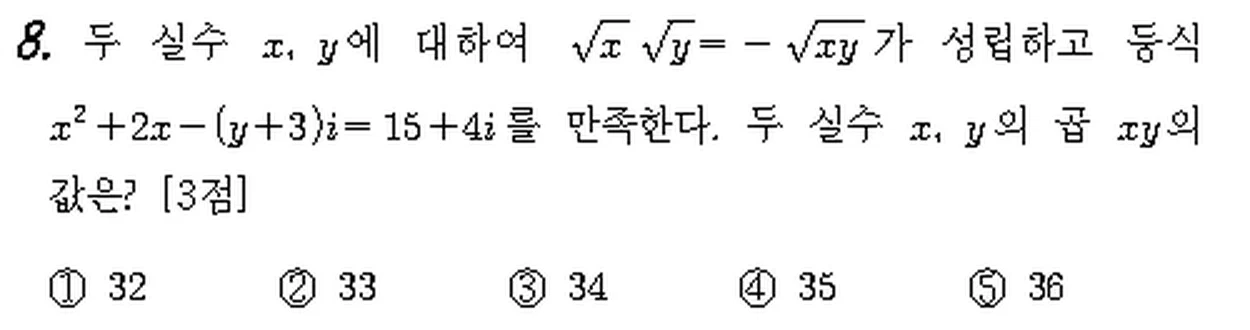 8. 두 실수 x, y에 대하여 √x √y = - √xy 가 성립하고 등식
x² + 2x - (y+3)i = 15 + 4i 를 만족한다. 두 실수 x, y의 곱 xy의
값은? [3점]
① 32 ② 33 ③ 34 ④ 35 ⑤ 36